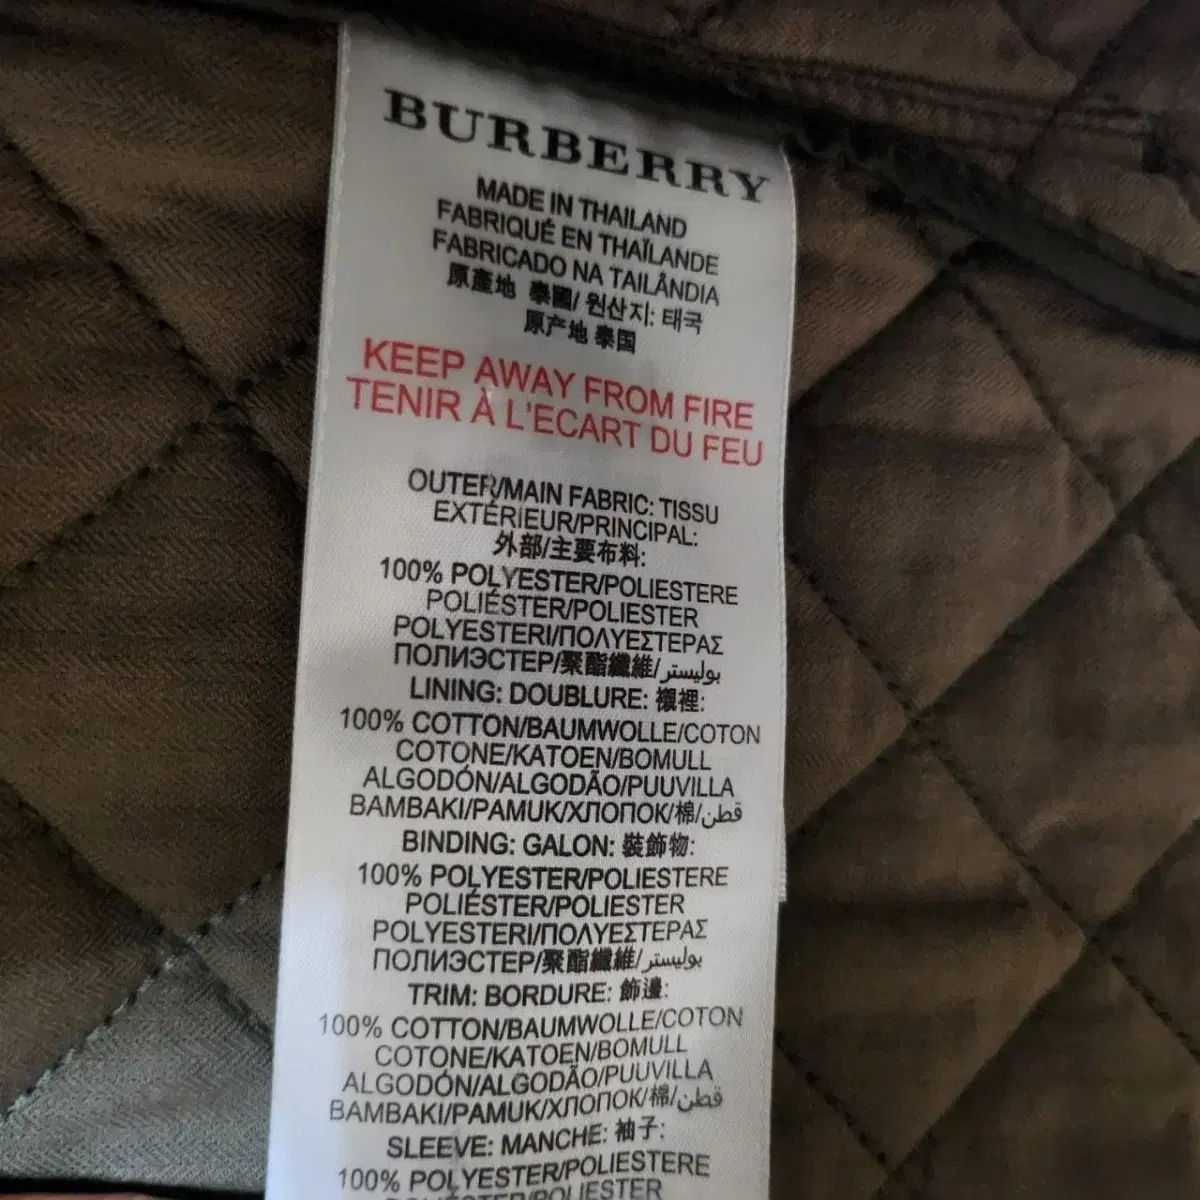 BURBERRY
MADE IN THAILAND
FABRIQUÉ EN THAÏLANDE
FABRICADO NA TAILÂNDIA
原產地 泰國/ 원산지: 태국
原产地 泰国
KEEP AWAY FROM FIRE
TENIR À L'ECART DU FEU
OUTER/MAIN FABRIC: TISSU
EXTÉRIEUR/PRINCIPAL:
外部/主要布料:
100% POLYESTER/POLIESTERE
POLIÉSTER/POLIESTER
POLYESTERI/ΠΟΛΥΕΣΤΕΡΑΣ
ПОЛИЭСТЕР/聚酯纖維/بوليستر
LINING: DOUBLURE: 襯裡:
100% COTTON/BAUMWOLLE/COTON
COTONE/KATOEN/BOMULL
ALGODÓN/ALGODÃO/PUUVILLA
BAMBAKI/PAMUK/ХЛОПОК/棉/قطن
BINDING: GALON: 裝飾物:
100% POLYESTER/POLIESTERE
POLIÉSTER/POLIESTER
POLYESTERI/ΠΟΛΥΕΣΤΕΡΑΣ
ПОЛИЭСТЕР/聚酯纖維/بوليستر
TRIM: BORDURE: 飾邊:
100% COTTON/BAUMWOLLE/COTON
COTONE/KATOEN/BOMULL
ALGODÓN/ALGODÃO/PUUVILLA
BAMBAKI/PAMUK/ХЛОПОК/棉/قطن
SLEEVE: MANCHE: 袖子:
100% POLYESTER/POLIESTERE
POLIÉSTER/POLIESTER